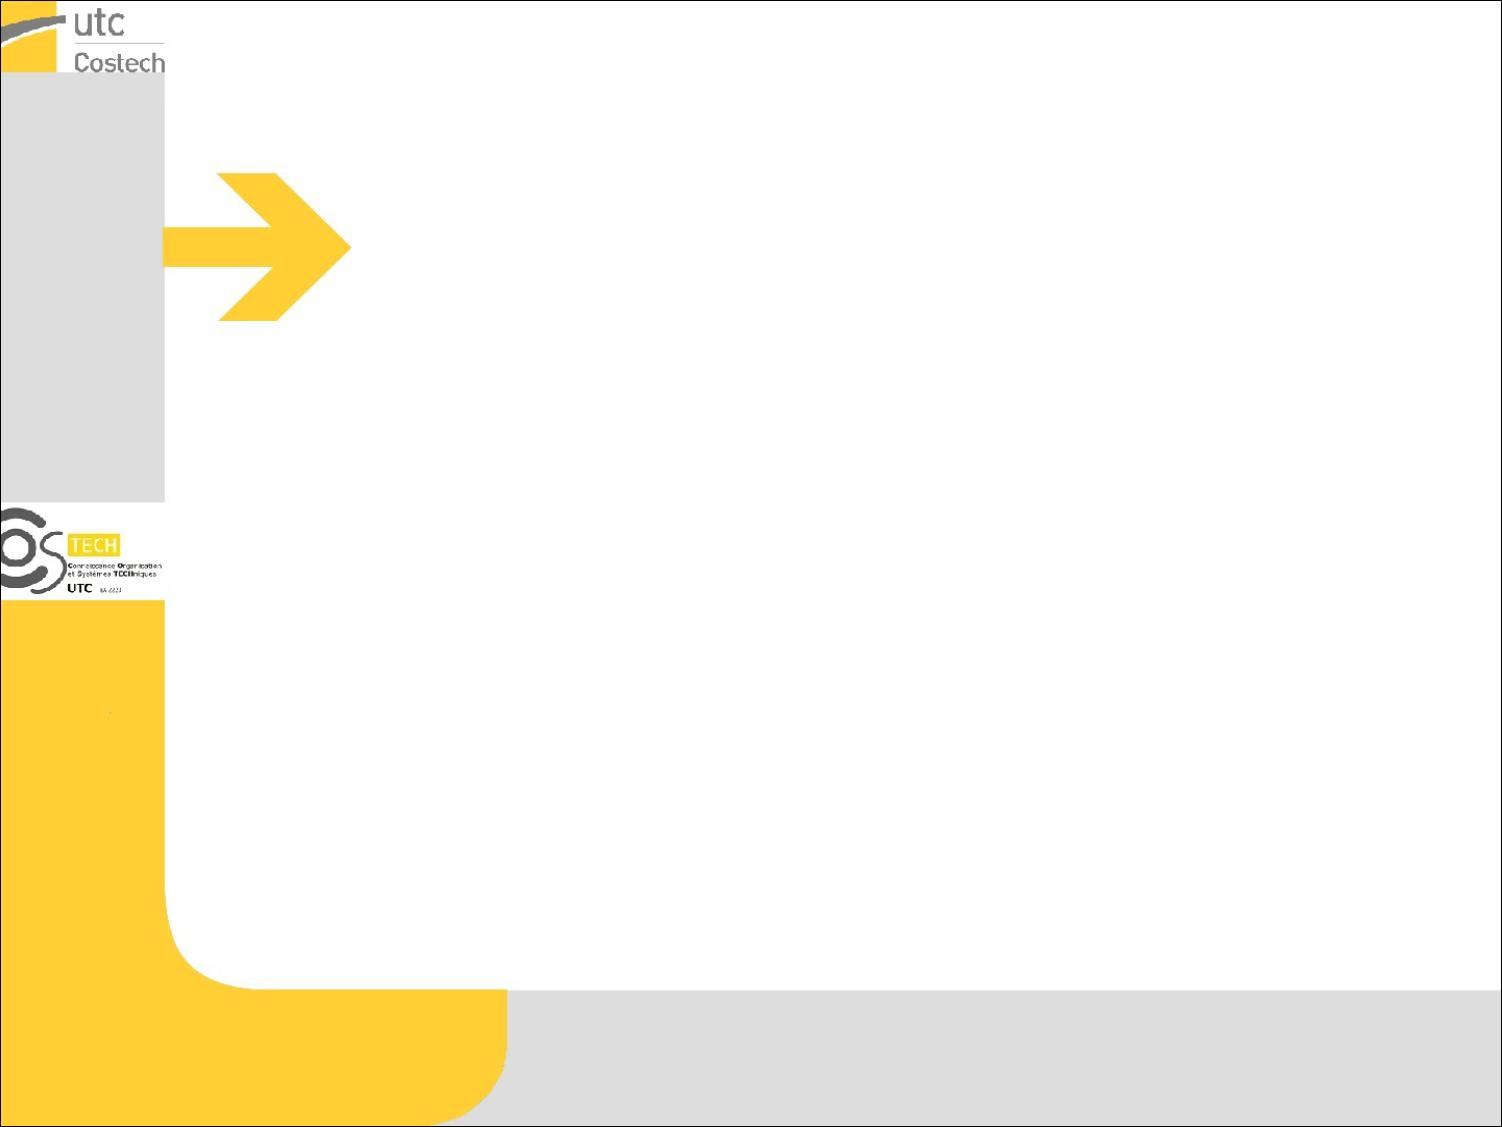 utc
Costech
TECH
Connaissance Organisation
et Systèmes TECHniques
UTC